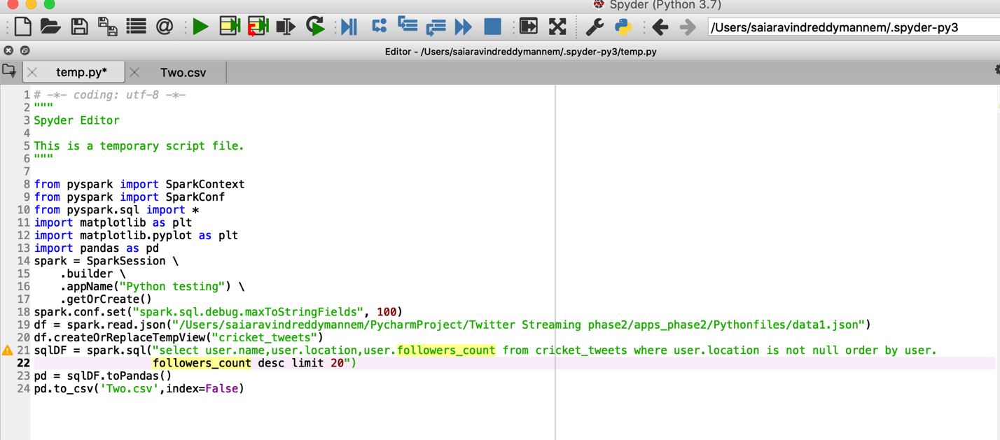 Spyder (Python 3.7)
/Users/saiaravindreddymannem/.spyder-py3
Editor - /Users/saiaravindreddymannem/.spyder-py3/temp.py
temp.py*
Two.csv
1 # -*- coding: utf-8 -*-
2 """
3 Spyder Editor
4
5 This is a temporary script file.
6 """
7
8 from pyspark import SparkContext
9 from pyspark import SparkConf
10 from pyspark.sql import *
11 import matplotlib as plt
12 import matplotlib.pyplot as plt
13 import pandas as pd
14 spark = SparkSession \
15     .builder \
16     .appName("Python testing") \
17     .getOrCreate()
18 spark.conf.set("spark.sql.debug.maxToStringFields", 100)
19 df = spark.read.json("/Users/saiaravindreddymannem/PycharmProject/Twitter Streaming phase2/apps_phase2/Pythonfiles/data1.json")
20 df.createOrReplaceTempView("cricket_tweets")
21 sqlDF = spark.sql("select user.name,user.location,user.followers_count from cricket_tweets where user.location is not null order by user.
22                   followers_count desc limit 20")
23 pd = sqlDF.toPandas()
24 pd.to_csv('Two.csv',index=False)